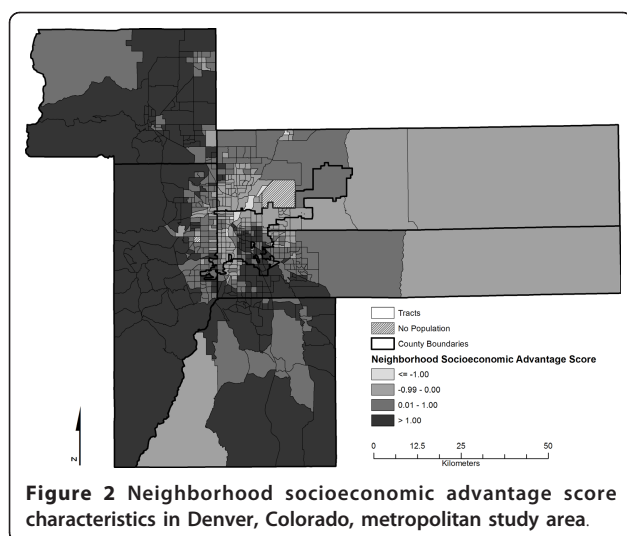 Tracts
No Population
County Boundaries
Neighborhood Socioeconomic Advantage Score
<= -1.00
-0.99 - 0.00
0.01 - 1.00
> 1.00
N
0 12.5 25 50
Kilometers
Figure 2 Neighborhood socioeconomic advantage score
characteristics in Denver, Colorado, metropolitan study area.